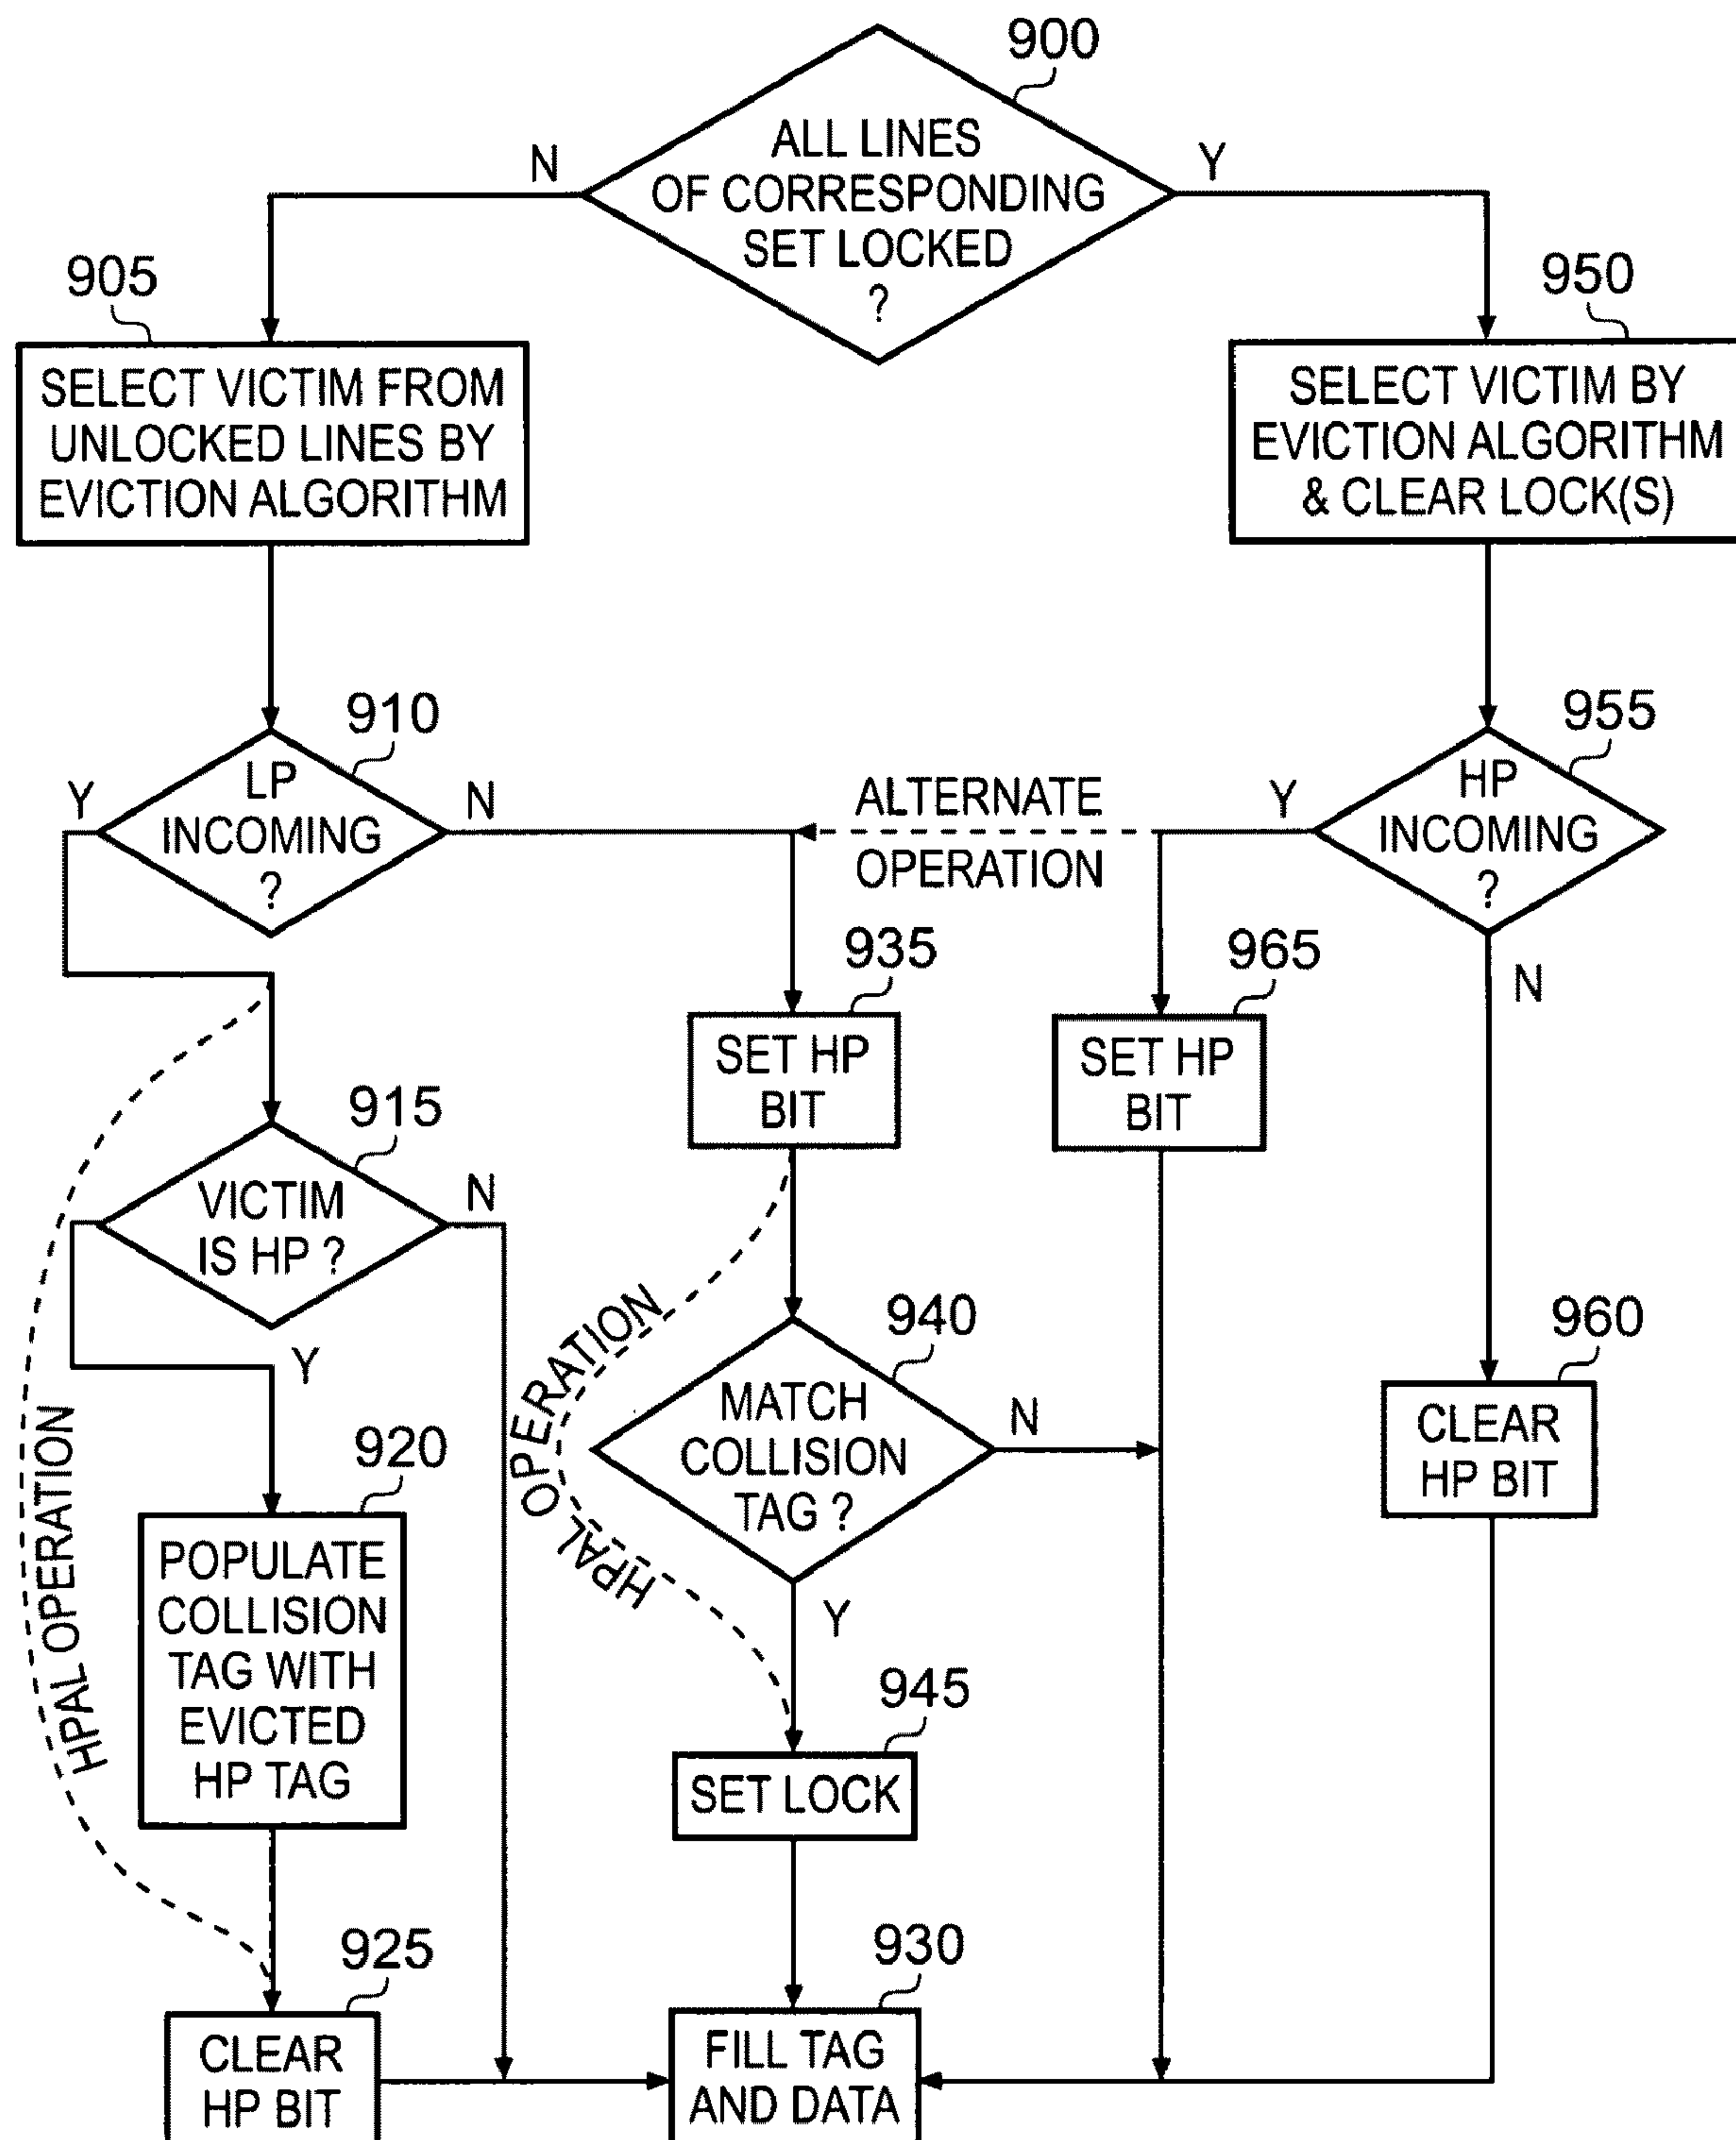 900
ALL LINES
OF CORRESPONDING
SET LOCKED
?
N
Y
905
SELECT VICTIM FROM
UNLOCKED LINES BY
EVICTION ALGORITHM
950
SELECT VICTIM BY
EVICTION ALGORITHM
& CLEAR LOCK(S)
910
LP
INCOMING
?
Y
N
ALTERNATE
OPERATION
955
HP
INCOMING
?
Y
N
935
SET HP
BIT
965
SET HP
BIT
915
VICTIM
IS HP ?
N
Y
HPAL OPERATION
920
POPULATE
COLLISION
TAG WITH
EVICTED
HP TAG
HPAL OPERATION
940
MATCH
COLLISION
TAG ?
N
Y
960
CLEAR
HP BIT
945
SET LOCK
925
CLEAR
HP BIT
930
FILL TAG
AND DATA